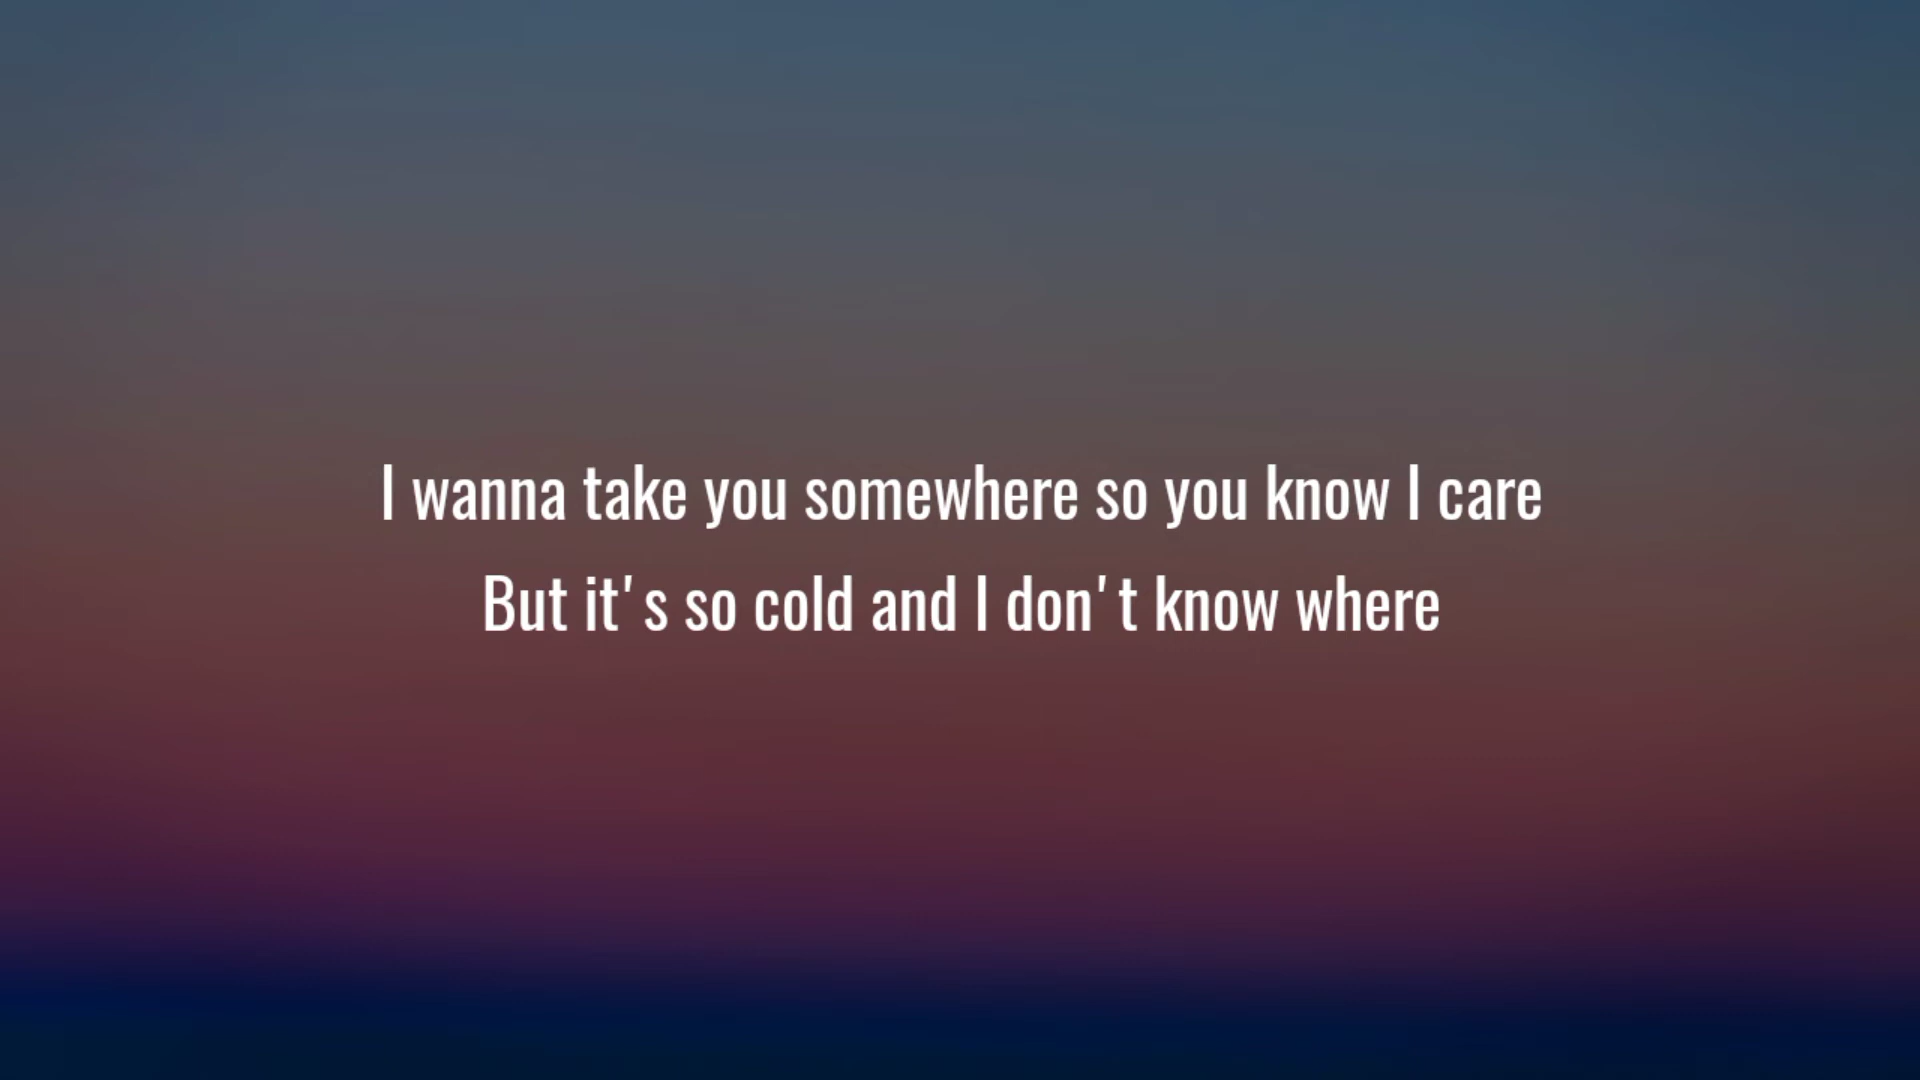 I wanna take you somewhere so you know I care
But it's so cold and I don't know where